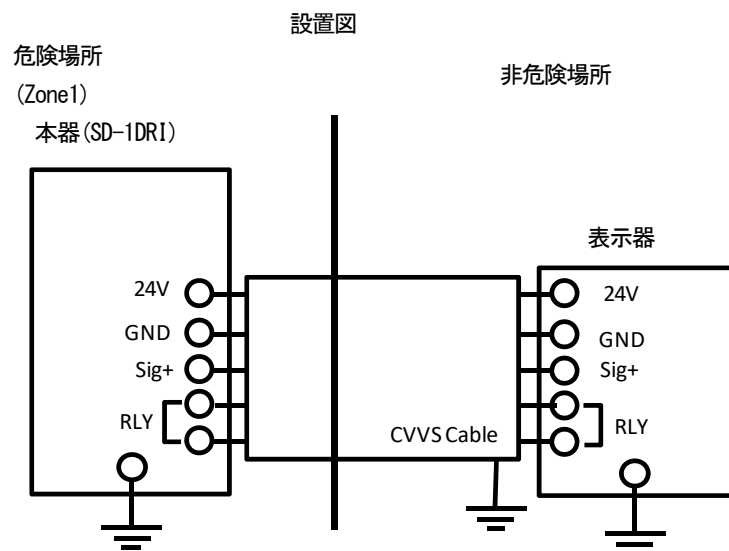 設置図
危険場所
(Zone1)
本器(SD-1DRI)
非危険場所
表示器
24V
GND
Sig+
RLY
CVVS Cable
24V
GND
Sig+
RLY